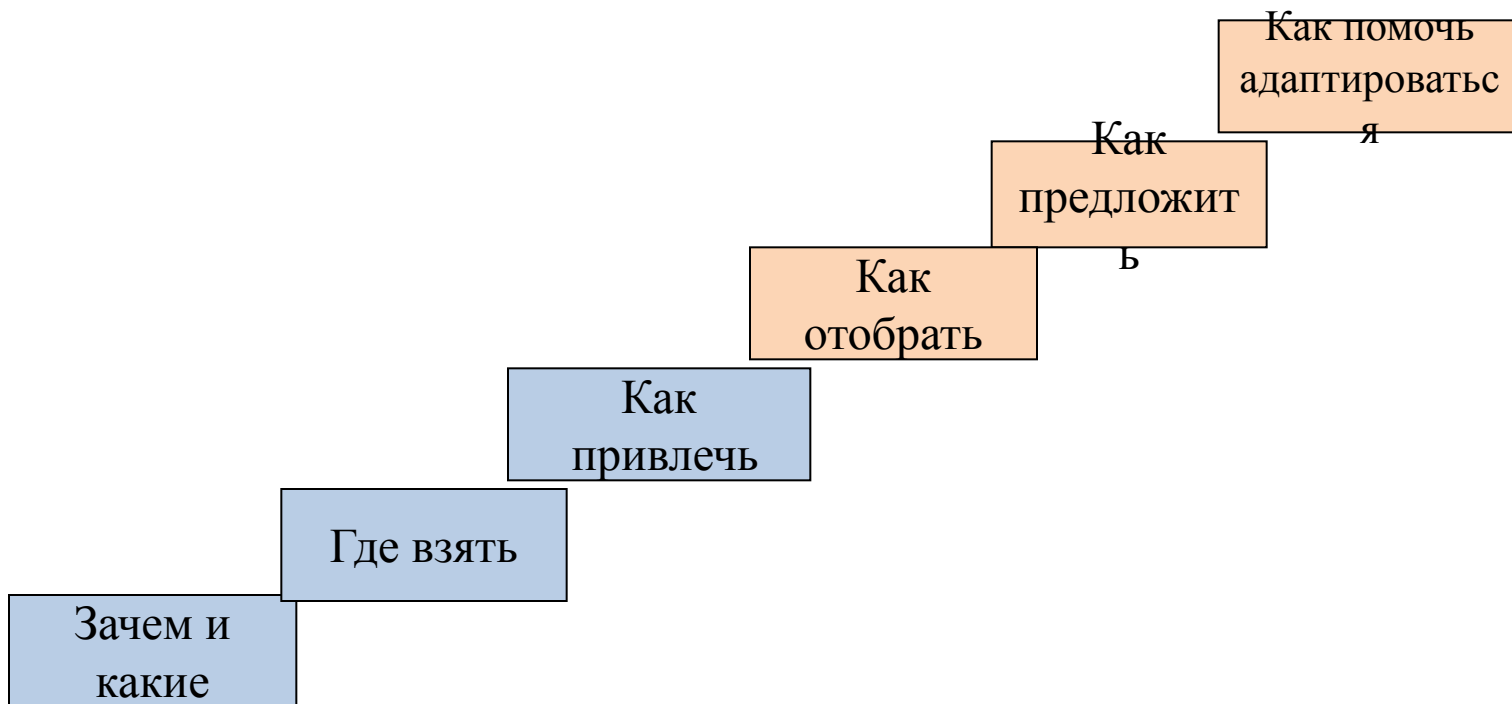 Как помочь
адаптироватьс
я
Как
предложит
ь
Как
отобрать
Как
привлечь
Где взять
Зачем и
какие